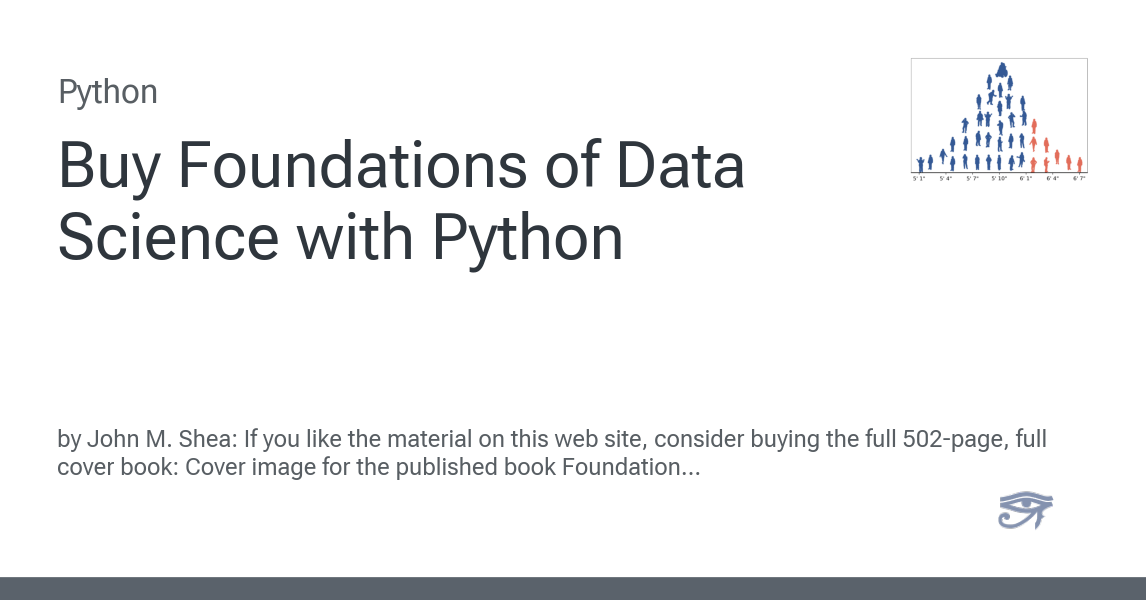 Python
Buy Foundations of Data
Science with Python
5' 1" 5' 4" 5' 7" 5' 10" 6' 1" 6' 4" 6' 7"
by John M. Shea: If you like the material on this web site, consider buying the full 502-page, full
cover book: Cover image for the published book Foundation...